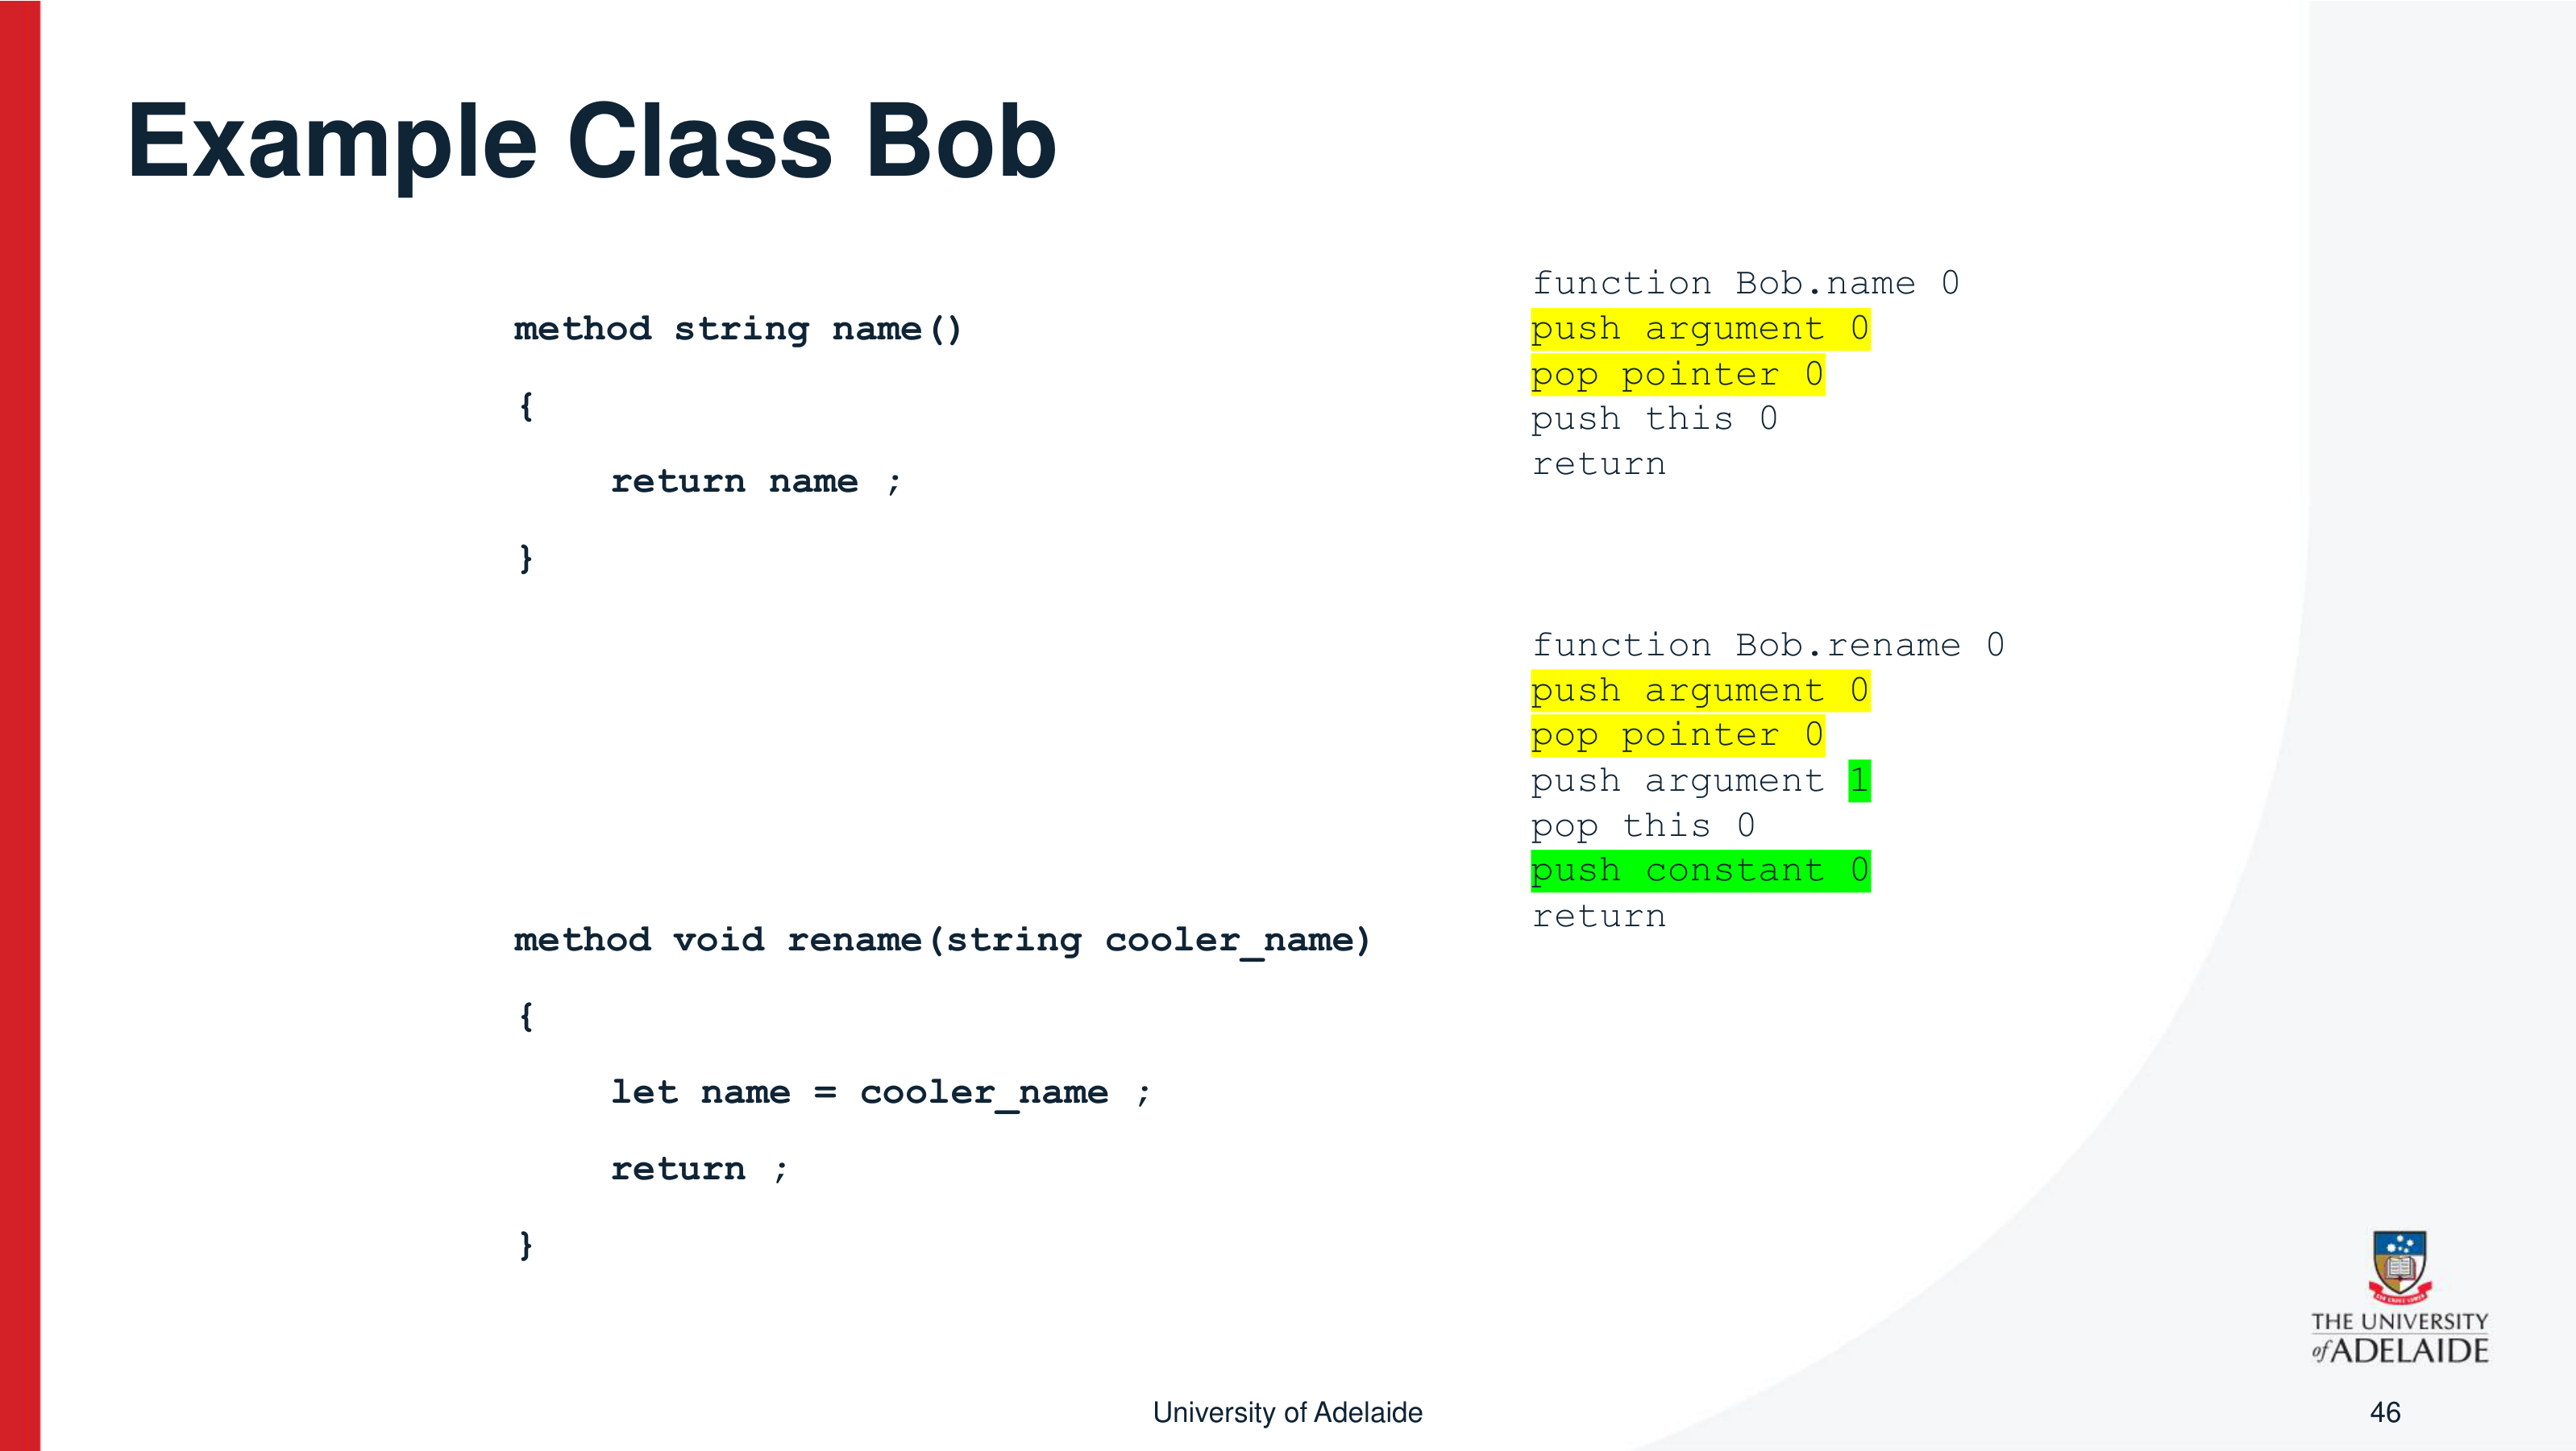 Example Class Bob
method string name()
{
return name ;
}
method void rename(string cooler_name)
{
let name = cooler_name ;
return ;
}
function Bob.name 0
push argument 0
pop pointer 0
push this 0
return
function Bob.rename 0
push argument 0
pop pointer 0
push argument 1
pop this 0
push constant 0
return
THE UNIVERSITY
of ADELAIDE
University of Adelaide
46